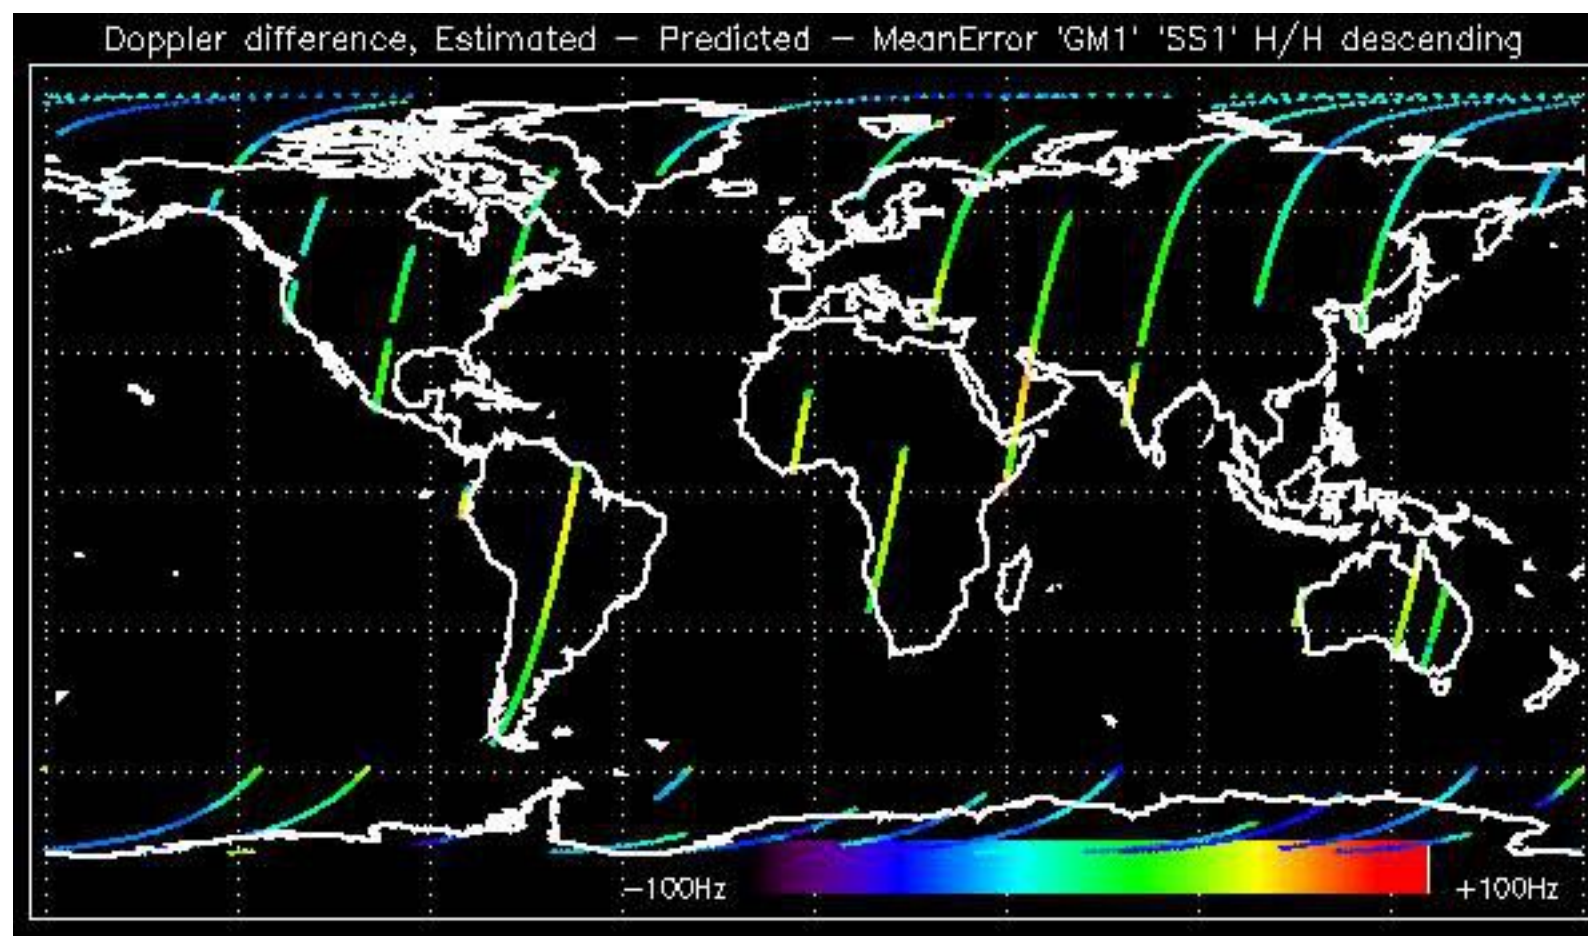 Doppler difference, Estimated − Predicted − MeanError 'GM1' 'SS1' H/H descending
−100Hz
+100Hz